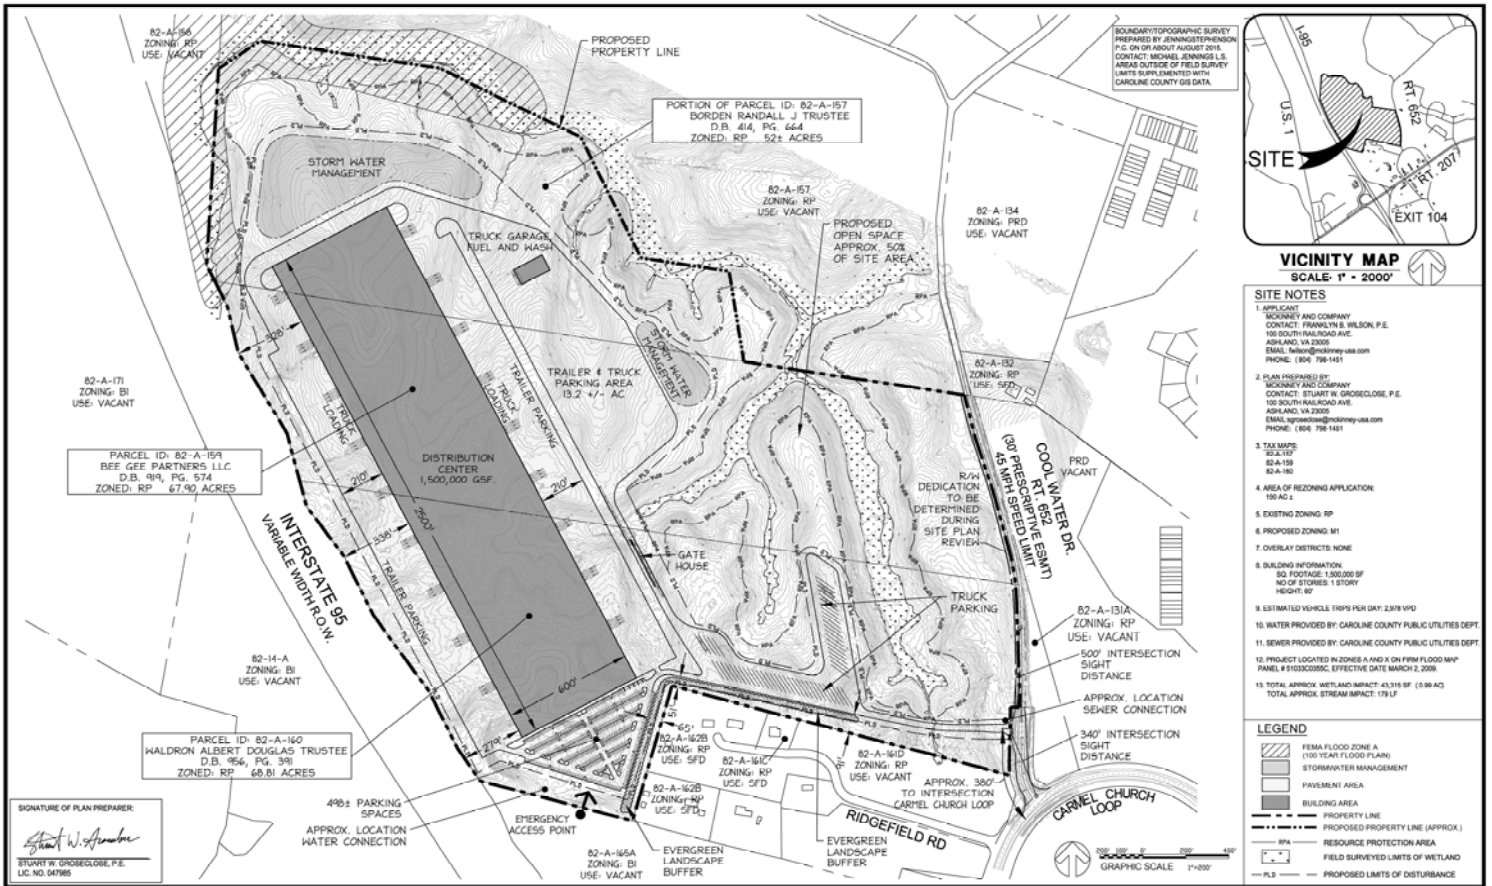 82-A-158
ZONING: RP
USE: VACANT
PROPOSED
PROPERTY LINE
PORTION OF PARCEL ID: 82-A-157
BORDEN RANDALL J TRUSTEE
D.B. 414, PG. 664
ZONED: RP 52± ACRES
BOUNDARY/TOPOGRAPHIC SURVEY
PREPARED BY JENNINGSTEPHENSON
P.C. ON OR ABOUT AUGUST 2015.
CONTACT: MICHAEL JENNINGS L.S.
AREAS OUTSIDE OF FIELD SURVEY
LIMITS SUPPLEMENTED WITH
CAROLINE COUNTY GIS DATA.
I-95
U.S. 1
RT. 652
SITE
RT. 207
EXIT 104
VICINITY MAP
SCALE: 1" - 2000'
STORM WATER
MANAGEMENT
TRUCK GARAGE,
FUEL AND WASH
82-A-157
ZONING: RP
USE: VACANT
PROPOSED
OPEN SPACE
APPROX. 50%
OF SITE AREA
82-A-134
ZONING: PRD
USE: VACANT
328'
STORM WATER
MANAGEMENT
TRAILER & TRUCK
PARKING AREA
13.2 +/- AC
TRAILER PARKING
TRUCK
LOADING
TRUCK
LOADING
82-A-132
ZONING: RP
USE: SFD
82-A-171
ZONING: BI
USE: VACANT
PARCEL ID: 82-A-159
BEE GEE PARTNERS LLC
D.B. 919, PG. 574
ZONED: RP 67.90 ACRES
DISTRIBUTION
CENTER
1,500,000 GSF.
210'
210'
2500'
338'
600'
279'
TRAILER PARKING
INTERSTATE 95
VARIABLE WIDTH R.O.W.
GATE
HOUSE
R/W
DEDICATION
TO BE
DETERMINED
DURING
SITE PLAN
REVIEW
COOL WATER DR.
RT. 652
(30' PRESCRIPTIVE ESMT)
45 MPH SPEED LIMIT
PRD
VACANT
TRUCK
PARKING
82-A-131A
ZONING: RP
USE: VACANT
500' INTERSECTION
SIGHT
DISTANCE
APPROX. LOCATION
SEWER CONNECTION
340' INTERSECTION
SIGHT
DISTANCE
82-14-A
ZONING: BI
USE: VACANT
PARCEL ID: 82-A-160
WALDRON ALBERT DOUGLAS TRUSTEE
D.B. 956, PG. 391
ZONED: RP 68.81 ACRES
498± PARKING
SPACES
APPROX. LOCATION
WATER CONNECTION
EMERGENCY
ACCESS POINT
65'
82-A-162B
ZONING: RP
USE: SFD
82-A-162B
ZONING: RP
USE: SFD
82-A-161C
ZONING: RP
USE: SFD
82-A-161D
ZONING: RP
USE: VACANT
APPROX. 380'
TO INTERSECTION
CARMEL CHURCH LOOP
RIDGEFIELD RD
CARMEL CHURCH
LOOP
82-A-165A
ZONING: BI
USE: VACANT
EVERGREEN
LANDSCAPE
BUFFER
EVERGREEN
LANDSCAPE
BUFFER
200' 100' 0' 200' 400'
GRAPHIC SCALE 1"=200'
SIGNATURE OF PLAN PREPARER:
STUART W. GROSECLOSE, P.E.
LIC. NO. 047985
SITE NOTES
1. APPLICANT
MCKINNEY AND COMPANY
CONTACT: FRANKLYN B. WILSON, P.E.
100 SOUTH RAILROAD AVE.
ASHLAND, VA 23005
EMAIL: fwilson@mckinney-usa.com
PHONE: (804) 798-1451
2. PLAN PREPARED BY:
MCKINNEY AND COMPANY
CONTACT: STUART W. GROSECLOSE, P.E.
100 SOUTH RAILROAD AVE.
ASHLAND, VA 23005
EMAIL:sgroseclose@mckinney-usa.com
PHONE: (804) 798-1451
3. TAX MAPS:
82-A-157
82-A-159
82-A-160
4. AREA OF REZONING APPLICATION:
190 AC ±
5. EXISTING ZONING: RP
6. PROPOSED ZONING: M1
7. OVERLAY DISTRICTS: NONE
8. BUILDING INFORMATION:
SQ. FOOTAGE: 1,500,000 SF
NO OF STORIES: 1 STORY
HEIGHT: 60'
9. ESTIMATED VEHICLE TRIPS PER DAY: 2,978 VPD
10. WATER PROVIDED BY: CAROLINE COUNTY PUBLIC UTILITIES DEPT.
11. SEWER PROVIDED BY: CAROLINE COUNTY PUBLIC UTILITIES DEPT.
12. PROJECT LOCATED IN ZONES A AND X ON FIRM FLOOD MAP
PANEL # 51033C0355C, EFFECTIVE DATE MARCH 2, 2009.
13. TOTAL APPROX. WETLAND IMPACT: 43,315 SF (0.99 AC)
TOTAL APPROX. STREAM IMPACT: 179 LF
LEGEND
FEMA FLOOD ZONE A
(100 YEAR FLOOD PLAIN)
STORMWATER MANAGEMENT
PAVEMENT AREA
BUILDING AREA
PROPERTY LINE
PROPOSED PROPERTY LINE (APPROX.)
RPA RESOURCE PROTECTION AREA
FIELD SURVEYED LIMITS OF WETLAND
PLD PROPOSED LIMITS OF DISTURBANCE